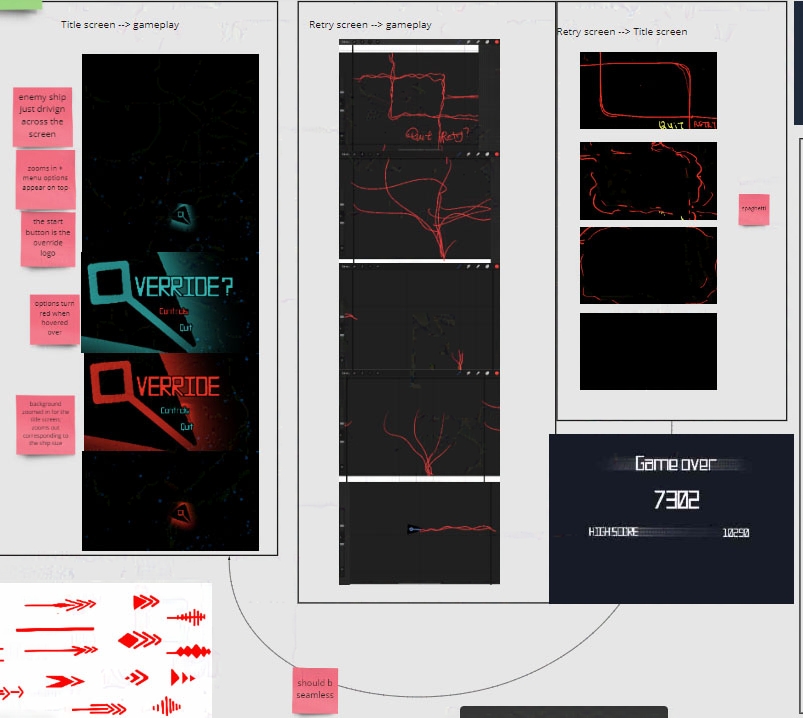 Title screen --> gameplay
enemy ship
just drivign
across the
screen
zooms in +
menu options
appear on top
the start
button is the
override
logo
options turn
red when
hovered
over
background
zoomed in for the
title screen,
zooms out
corresponding to
the ship size
VERRIDE?
Controls
Quit
VERRIDE
Controls
Quit
Retry screen --> gameplay
Quit Retry?
Retry screen --> Title screen
QUIT RETRY
spaghetti
Game over
7302
HIGHSCORE 10290
should b
seamless